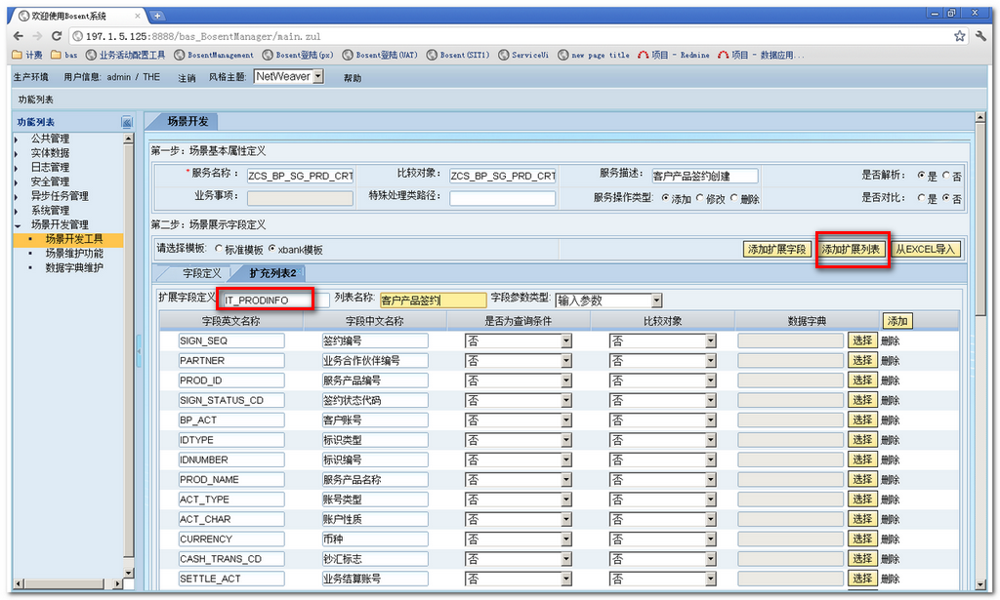 欢迎使用Bosent系统
197.1.5.125:8888/bas_BosentManager/main.zul
计费 bas 业务活动配置工具 BosentManagement Bosent登陆(px) Bosent登陆(UAT) Bosent(SIT1) ServiceUi new page title 项目 - Redmine 项目 - 数据应用...
生产环境 用户信息: admin / THE 注销 风格主题: NetWeaver 帮助
功能列表
功能列表
公共管理
实体数据
日志管理
安全管理
异步任务管理
系统管理
场景开发管理
场景开发工具
场景维护功能
数据字典维护
场景开发
第一步: 场景基本属性定义
*服务名称: ZCS_BP_SG_PRD_CRT 比较对象: ZCS_BP_SG_PRD_CRT 服务描述: 客户产品签约创建 是否解析: 是 否
业务事项: 特殊处理类路径: 服务操作类型: 添加 修改 删除 是否对比: 是 否
第二步: 场景展示字段定义
请选择模板: 标准模板 xbank模板 添加扩展字段 添加扩展列表 从EXCEL导入
字段定义 扩充列表2
扩展字段定义 IT_PRODINFO 列表名称: 客户产品签约 字段参数类型: 输入参数
字段英文名称 字段中文名称 是否为查询条件 比较对象 数据字典 添加
SIGN_SEQ 签约编号 否 否 选择 删除
PARTNER 业务合作伙伴编号 否 否 选择 删除
PROD_ID 服务产品编号 否 否 选择 删除
SIGN_STATUS_CD 签约状态代码 否 否 选择 删除
BP_ACT 客户账号 否 否 选择 删除
IDTYPE 标识类型 否 否 选择 删除
IDNUMBER 标识编号 否 否 选择 删除
PROD_NAME 服务产品名称 否 否 选择 删除
ACT_TYPE 账号类型 否 否 选择 删除
ACT_CHAR 账户性质 否 否 选择 删除
CURRENCY 币种 否 否 选择 删除
CASH_TRANS_CD 钞汇标志 否 否 选择 删除
SETTLE_ACT 业务结算账号 否 否 选择 删除